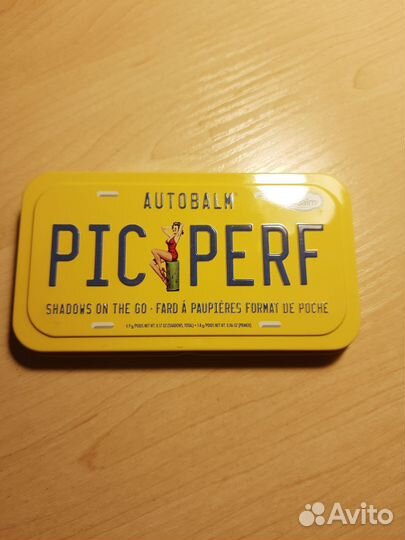 AUTOBALM
PIC PERF
SHADOWS ON THE GO • FARD À PAUPIÈRES FORMAT DE POCHE
Avito